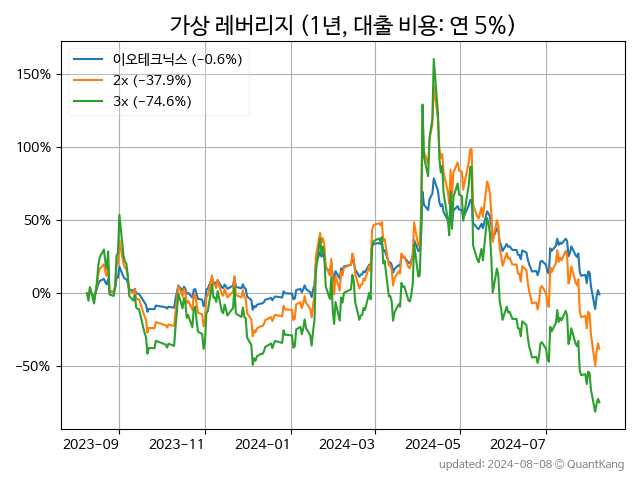 가상 레버리지 (1년, 대출 비용: 연 5%)
이오테크닉스 (−0.6%)
2x (−37.9%)
3x (−74.6%)
150%
100%
50%
0%
−50%
2023-09 2023-11 2024-01 2024-03 2024-05 2024-07
updated: 2024-08-08 © QuantKang